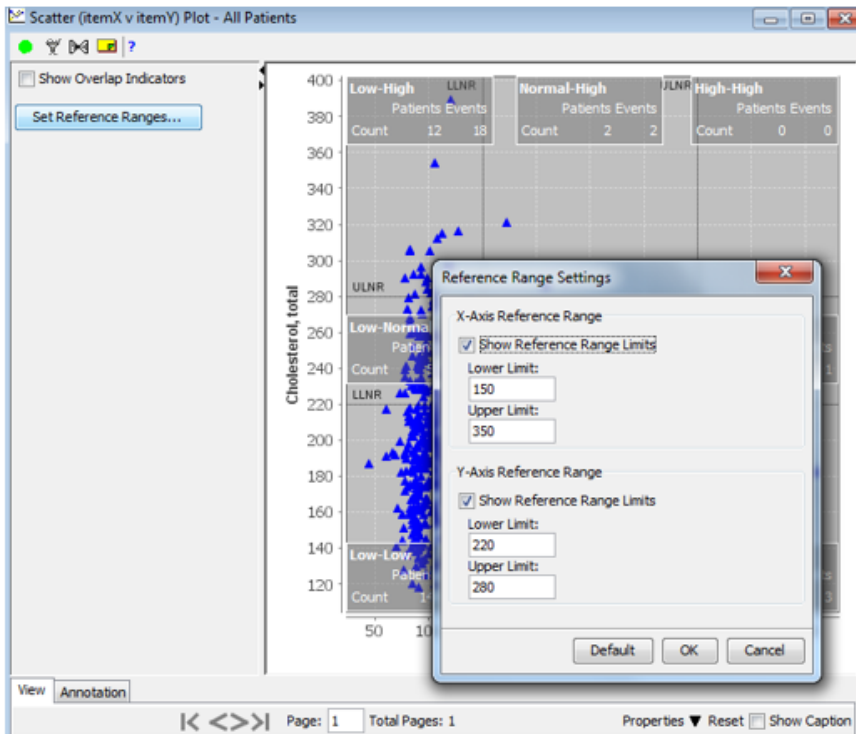 Scatter (itemX v itemY) Plot - All Patients
?
Show Overlap Indicators
Set Reference Ranges...
Cholesterol, total
400
380
360
340
320
300
280
260
240
220
200
180
160
140
120
50
LLNR
ULNR
Low-High
Patients Events
Count 12 18
Normal-High
Patients Events
Count 2 2
High-High
Patients Events
Count 0 0
ULNR
Low-Norma
Count
1
LLNR
Low-Low
Count
3
Reference Range Settings
X-Axis Reference Range
Show Reference Range Limits
Lower Limit:
150
Upper Limit:
350
Y-Axis Reference Range
Show Reference Range Limits
Lower Limit:
220
Upper Limit:
280
Default OK Cancel
View Annotation
Page: 1 Total Pages: 1 Properties ▼ Reset Show Caption